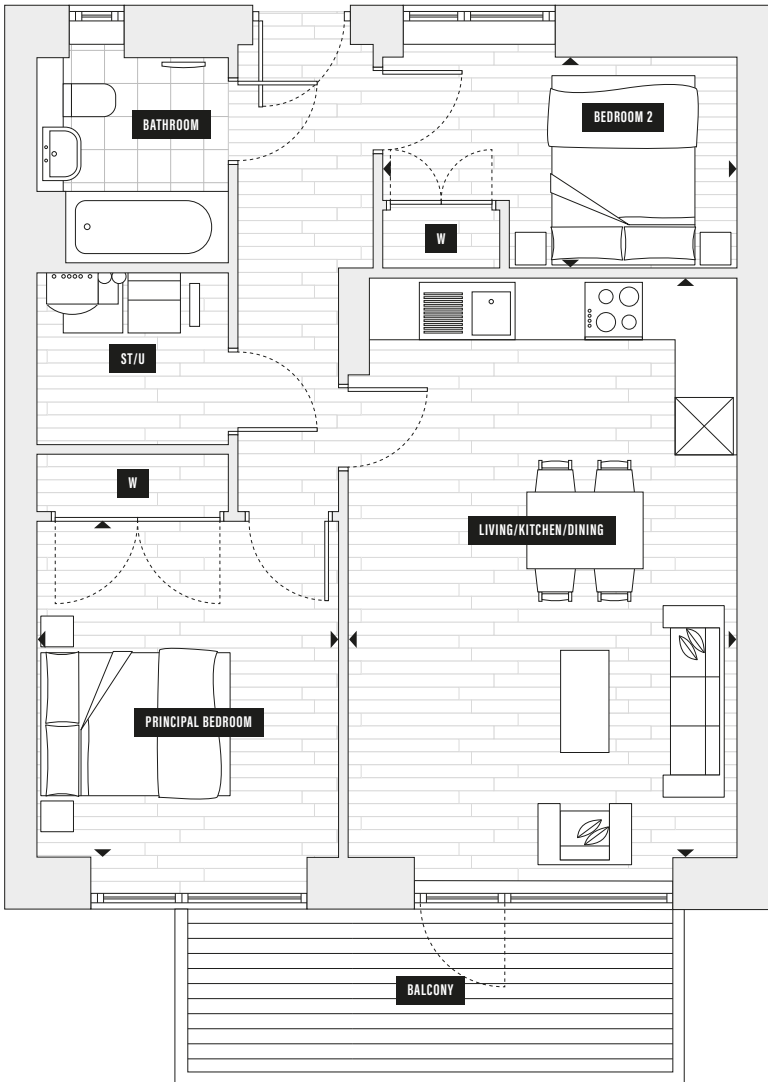 BATHROOM
BEDROOM 2
W
ST/U
W
LIVING/KITCHEN/DINING
PRINCIPAL BEDROOM
BALCONY